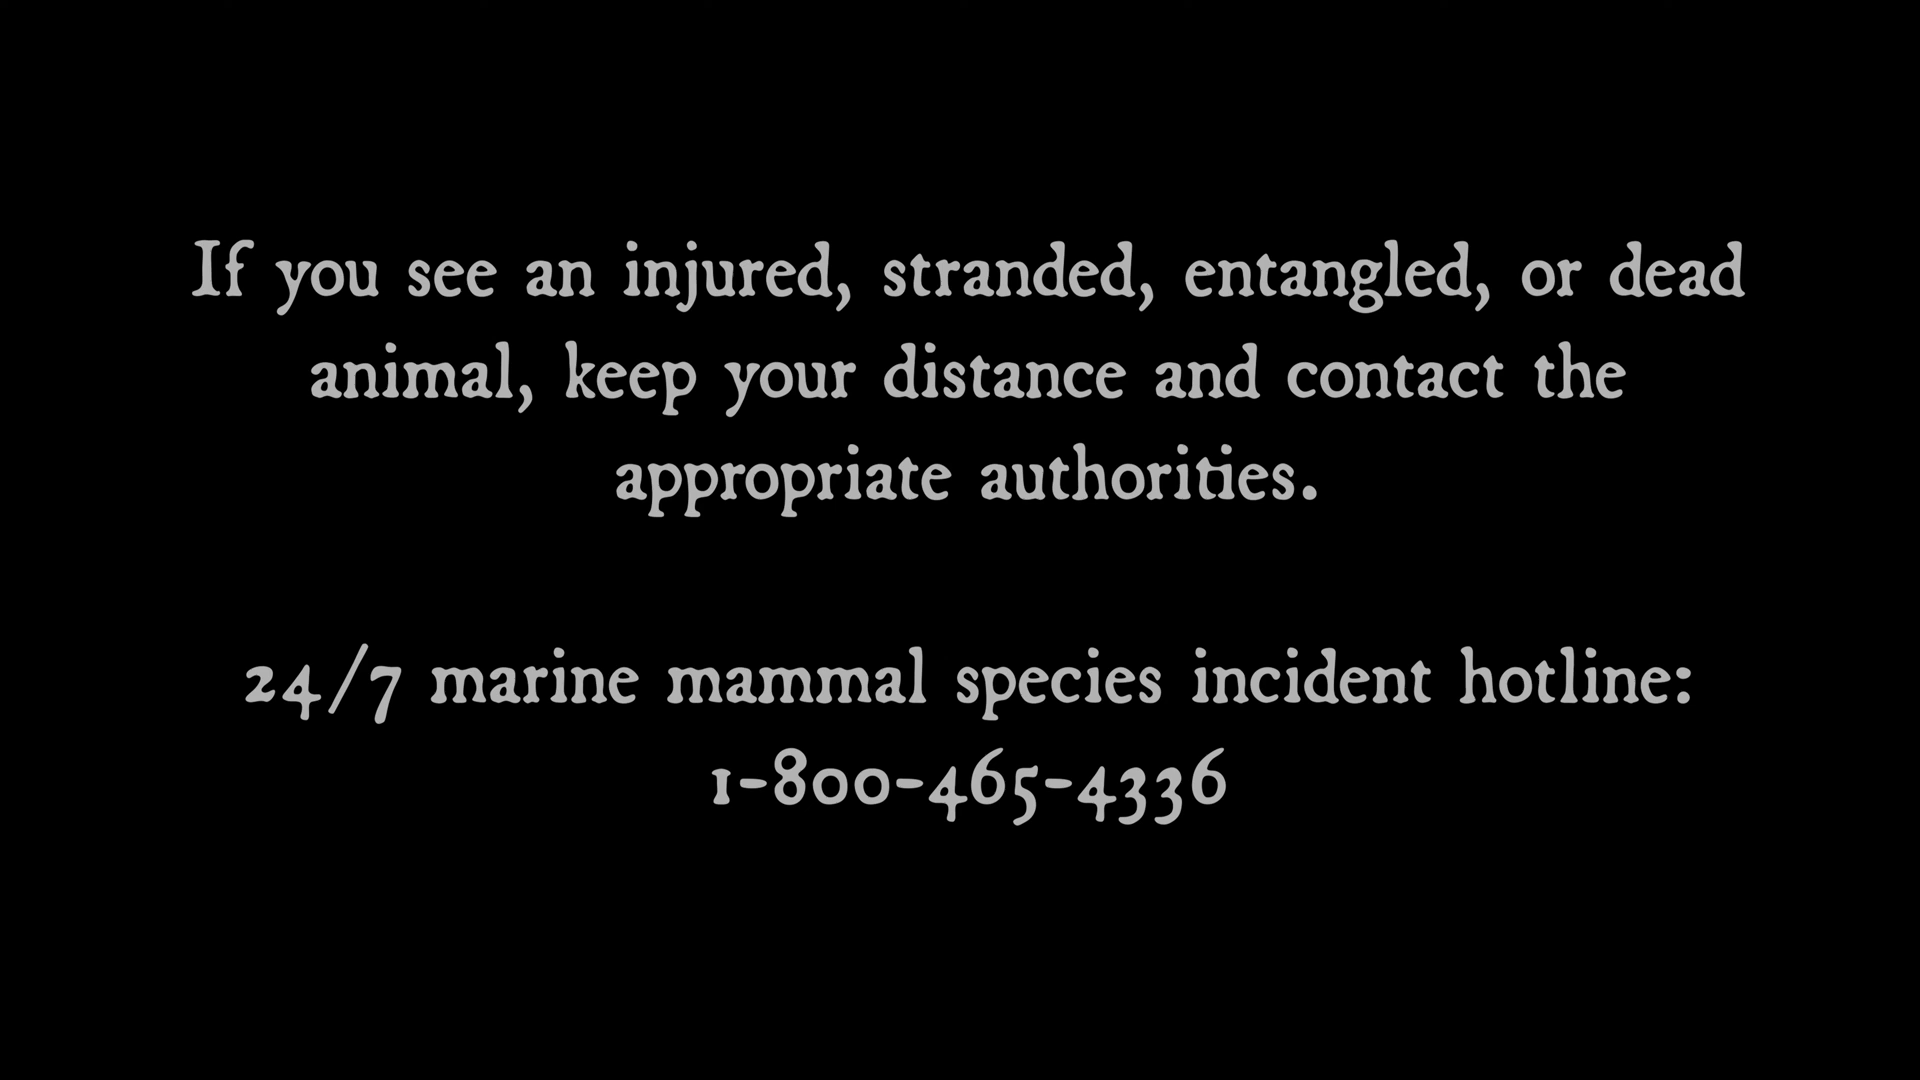 If you see an injured, stranded, entangled, or dead
animal, keep your distance and contact the
appropriate authorities.
24/7 marine mammal species incident hotline:
1-800-465-4336